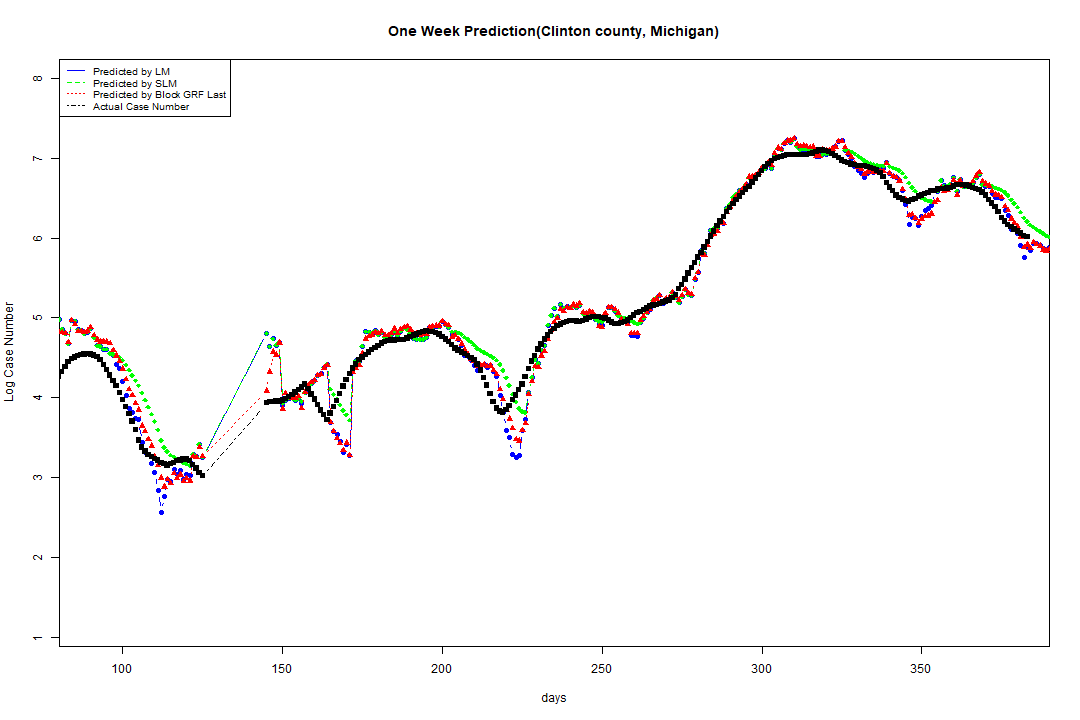 One Week Prediction(Clinton county, Michigan)
Predicted by LM
Predicted by SLM
Predicted by Block GRF Last
Actual Case Number
Log Case Number
8
7
6
5
4
3
2
1
100 150 200 250 300 350
days